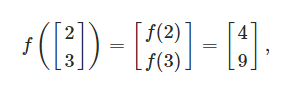 f([2 3]) = [f(2) f(3)] = [4 9],